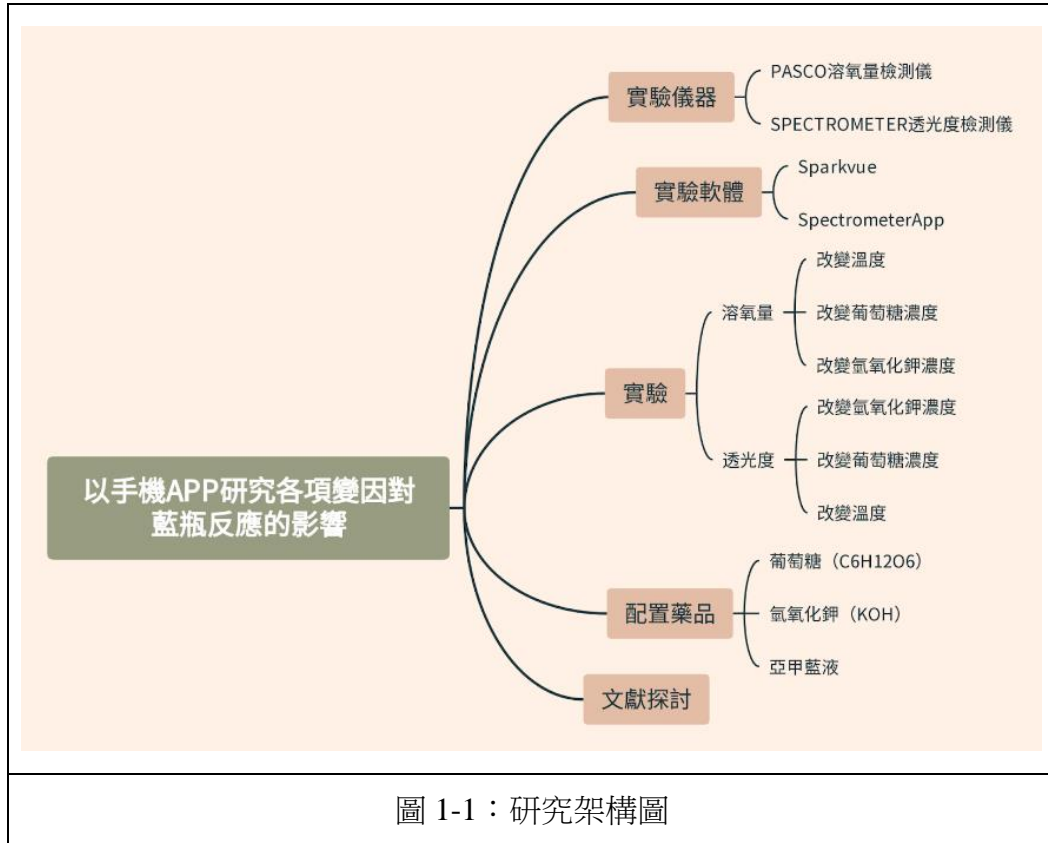 以手機APP研究各項變因對
藍瓶反應的影響
實驗儀器
PASCO溶氧量檢測儀
SPECTROMETER透光度檢測儀
實驗軟體
Sparkvue
SpectrometerApp
實驗
溶氧量
改變溫度
改變葡萄糖濃度
改變氫氧化鉀濃度
透光度
改變氫氧化鉀濃度
改變葡萄糖濃度
改變溫度
配置藥品
葡萄糖（C6H12O6）
氫氧化鉀（KOH）
亞甲藍液
文獻探討
圖 1-1：研究架構圖